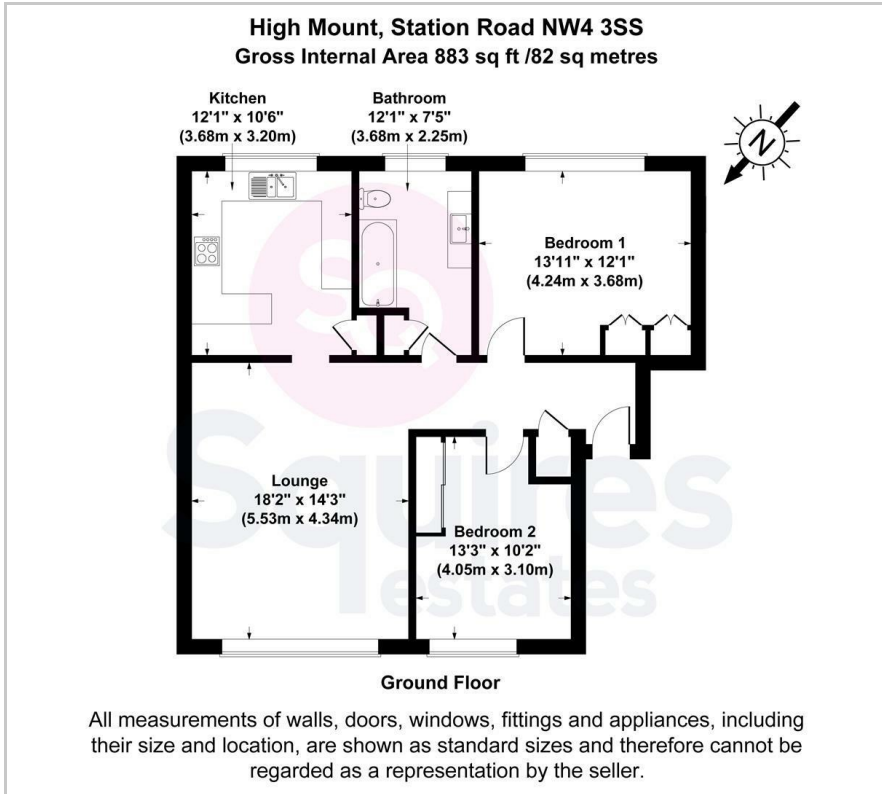 High Mount, Station Road NW4 3SS
Gross Internal Area 883 sq ft /82 sq metres
Kitchen
12'1" x 10'6"
(3.68m x 3.20m)
Bathroom
12'1" x 7'5"
(3.68m x 2.25m)
N
Bedroom 1
13'11" x 12'1"
(4.24m x 3.68m)
Lounge
18'2" x 14'3"
(5.53m x 4.34m)
Bedroom 2
13'3" x 10'2"
(4.05m x 3.10m)
SQ
Squires
estates
Ground Floor
All measurements of walls, doors, windows, fittings and appliances, including
their size and location, are shown as standard sizes and therefore cannot be
regarded as a representation by the seller.